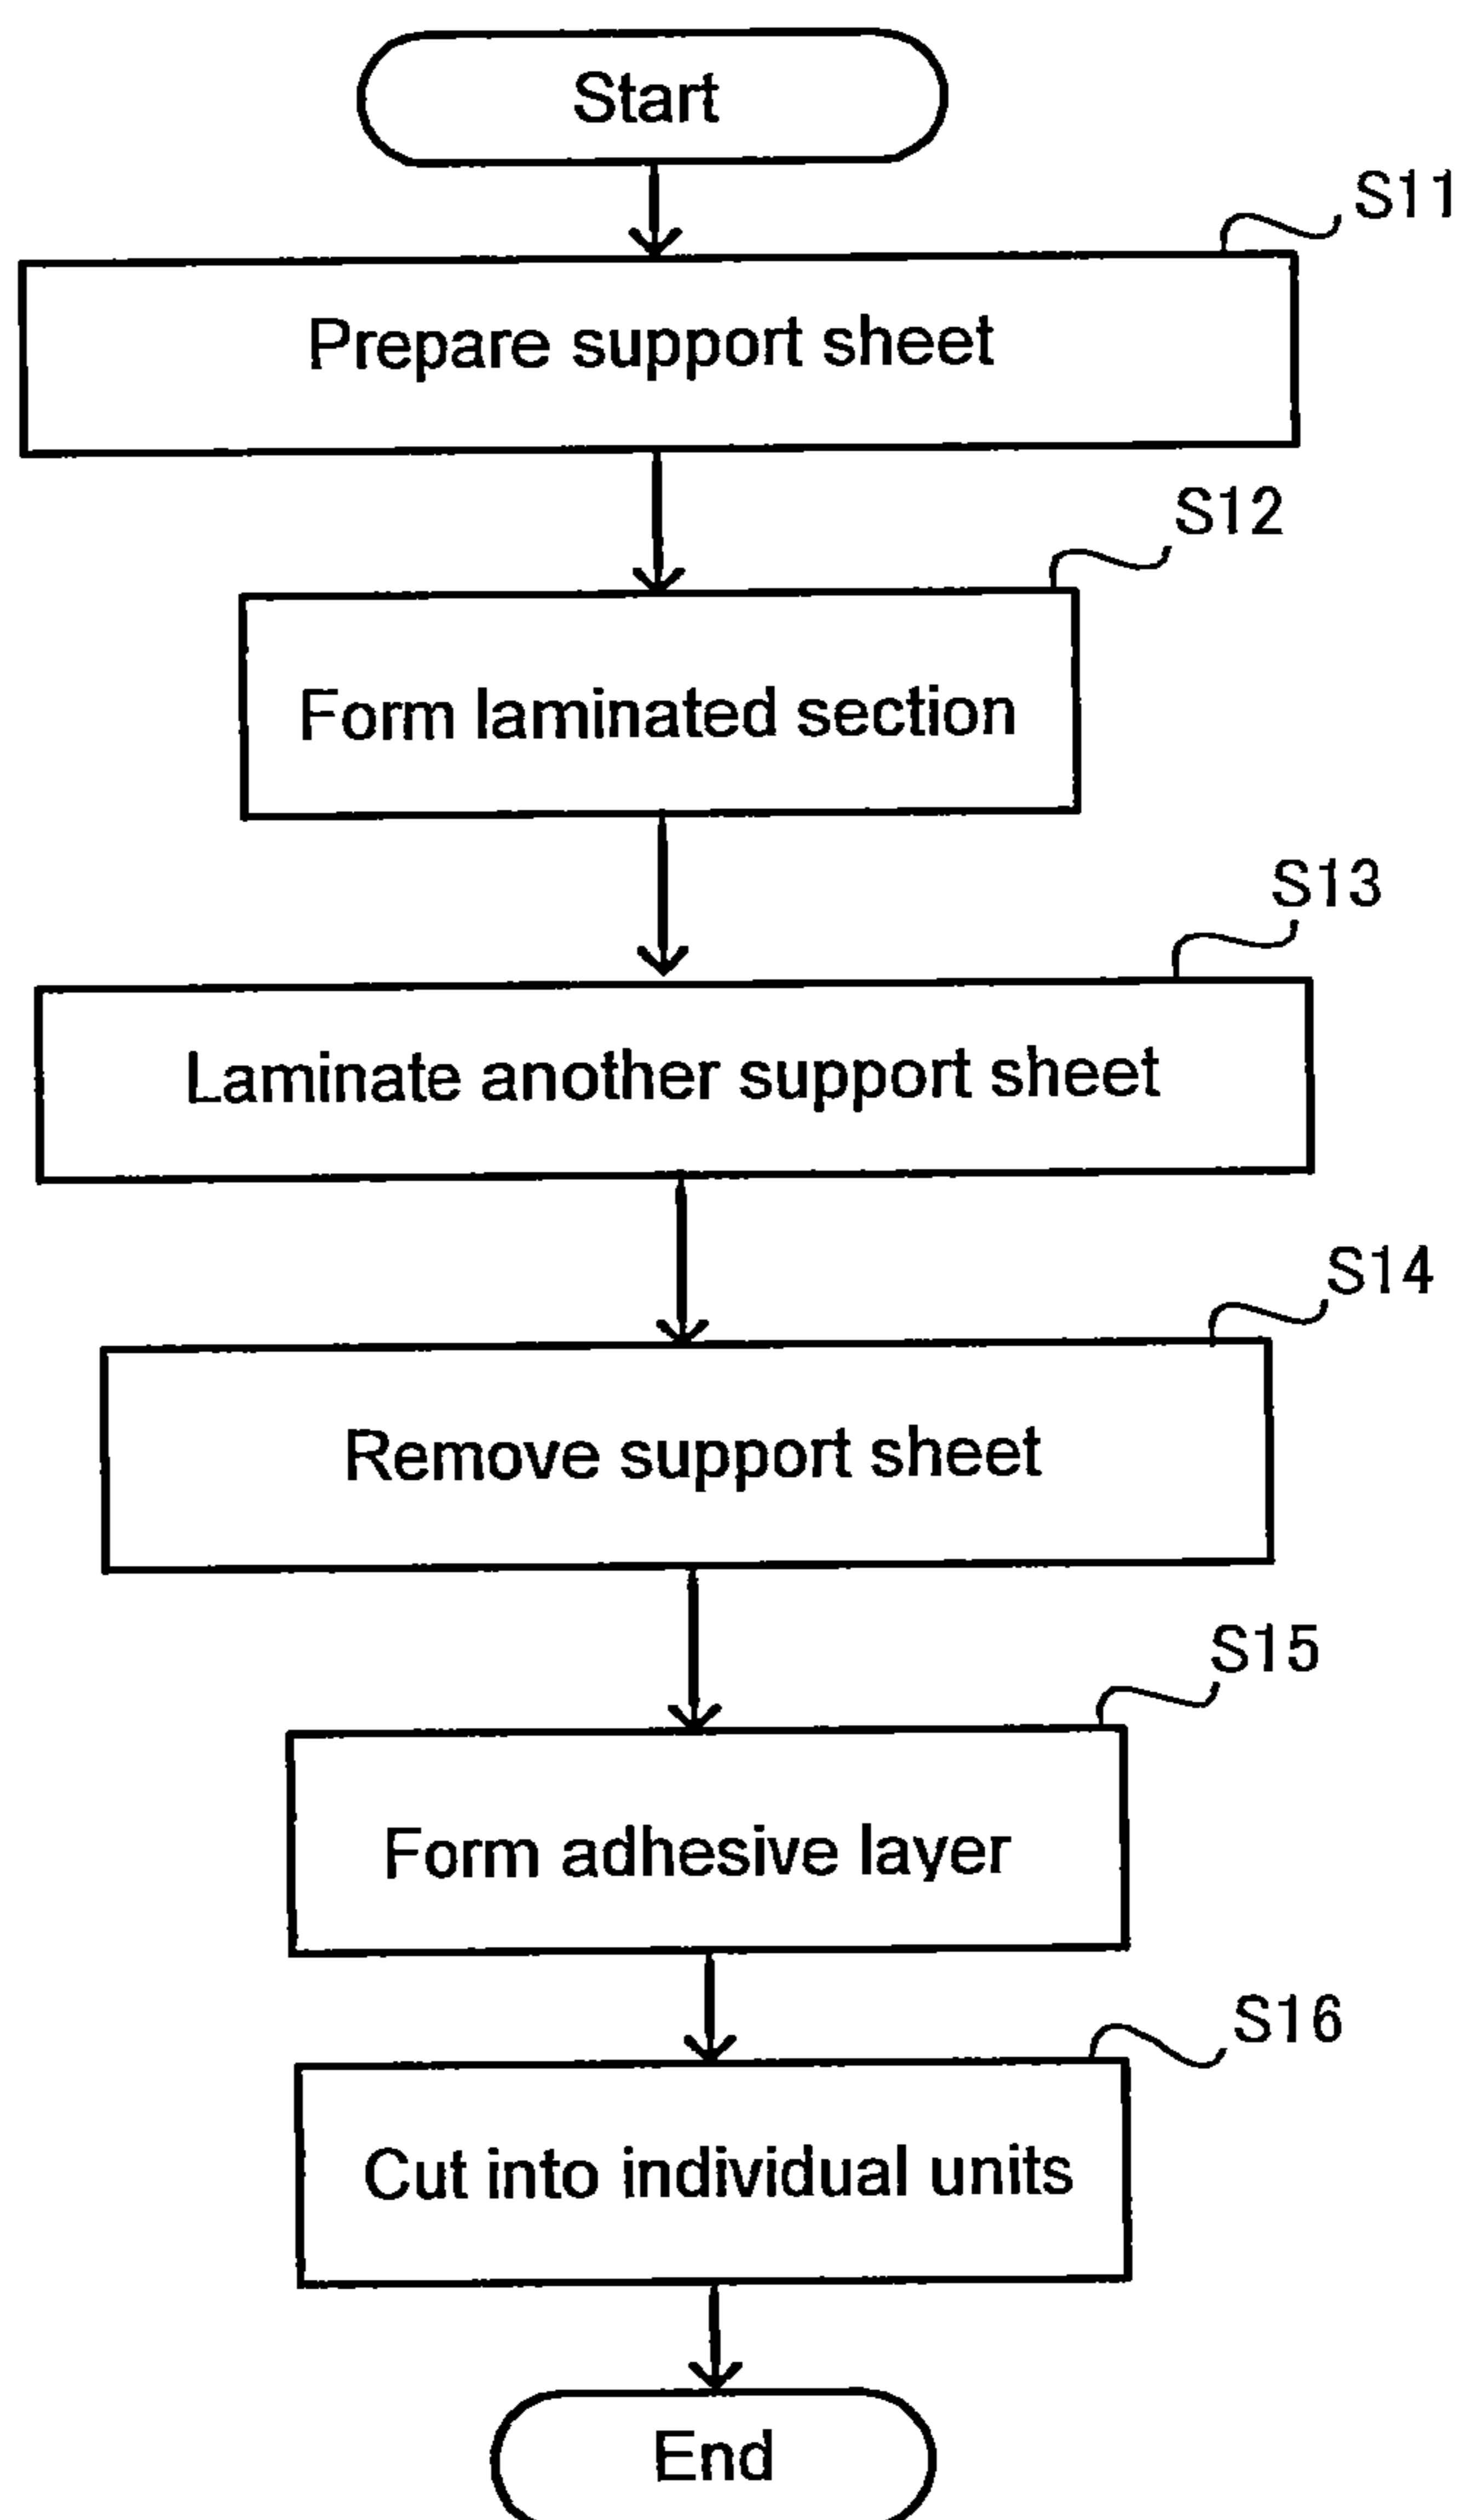 Start
S11
Prepare support sheet
S12
Form laminated section
S13
Laminate another support sheet
S14
Remove support sheet
S15
Form adhesive layer
S16
Cut into individual units
End